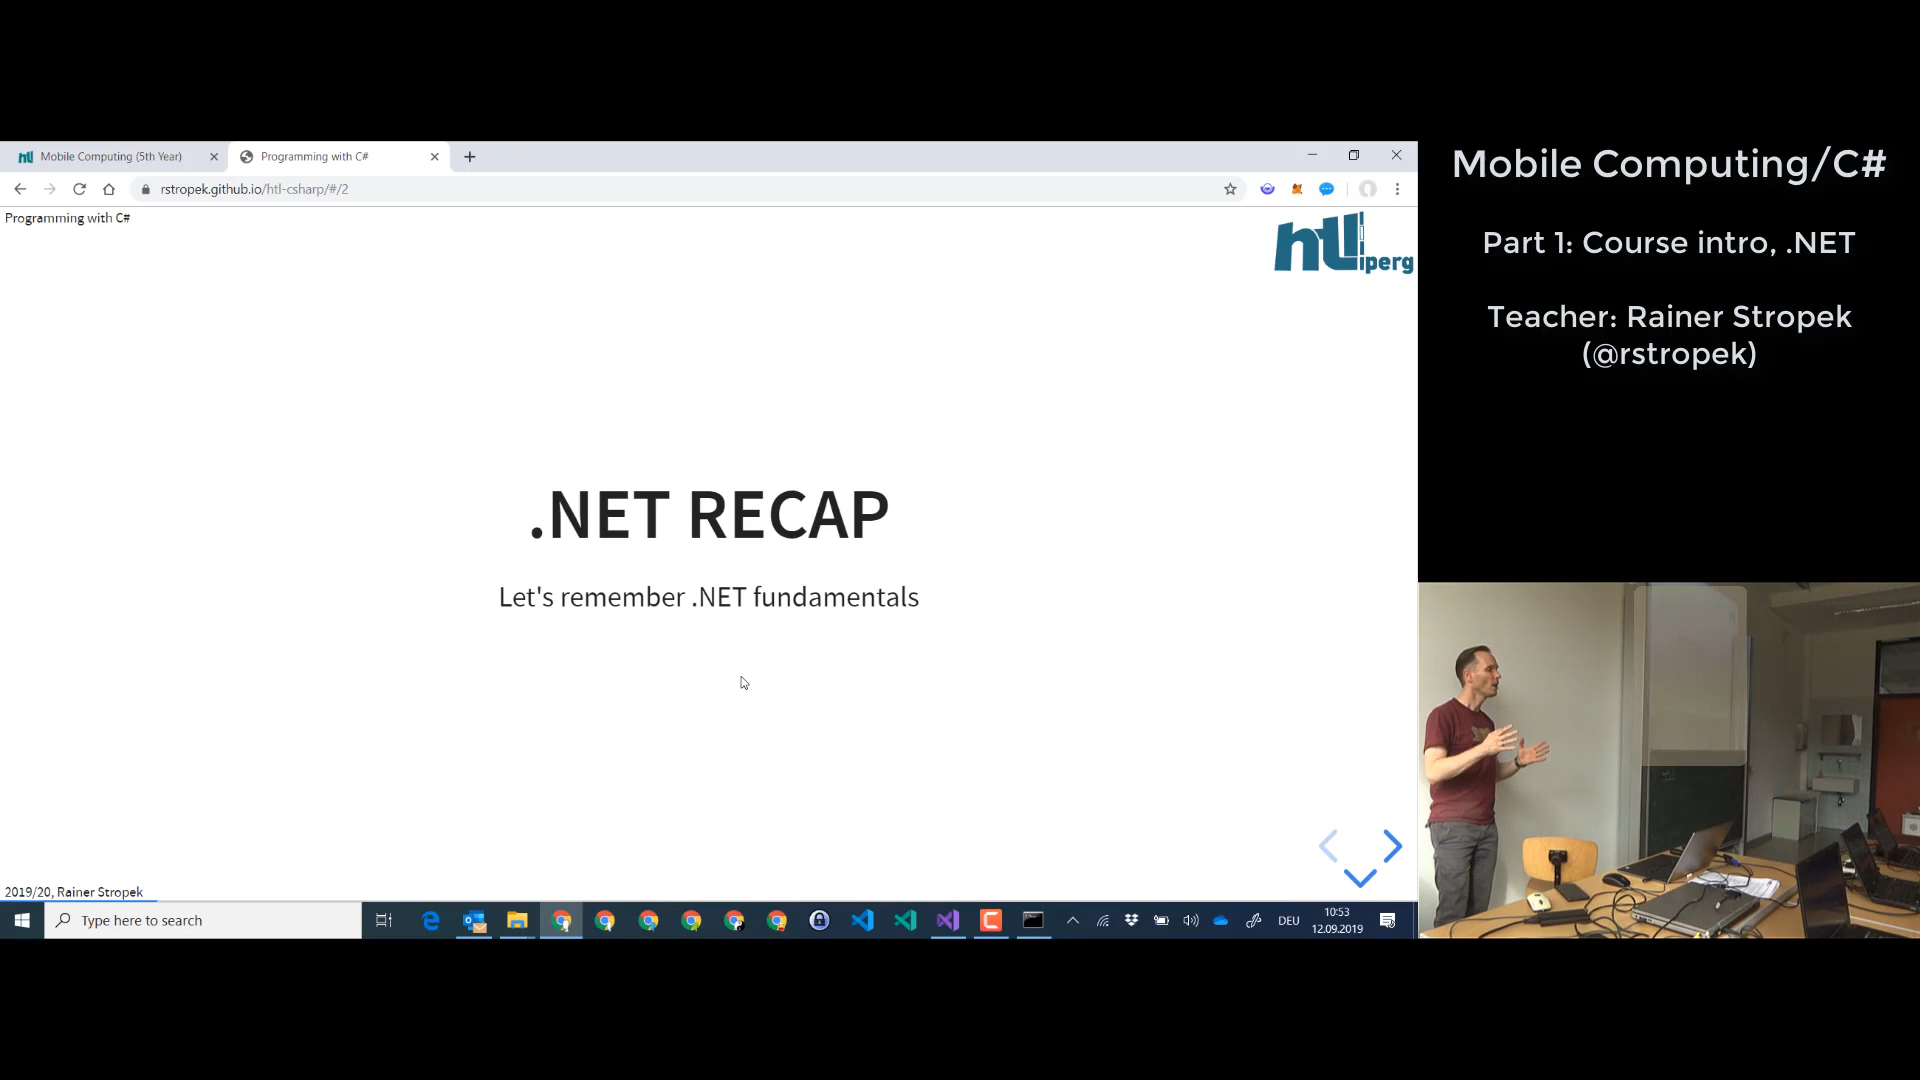 Mobile Computing (5th Year)
Programming with C#
rstropek.github.io/htl-csharp/#/2
Programming with C#
htl
iperg
.NET RECAP
Let's remember .NET fundamentals
2019/20, Rainer Stropek
Type here to search
DEU
10:53
12.09.2019
Mobile Computing/C#
Part 1: Course intro, .NET
Teacher: Rainer Stropek
(@rstropek)